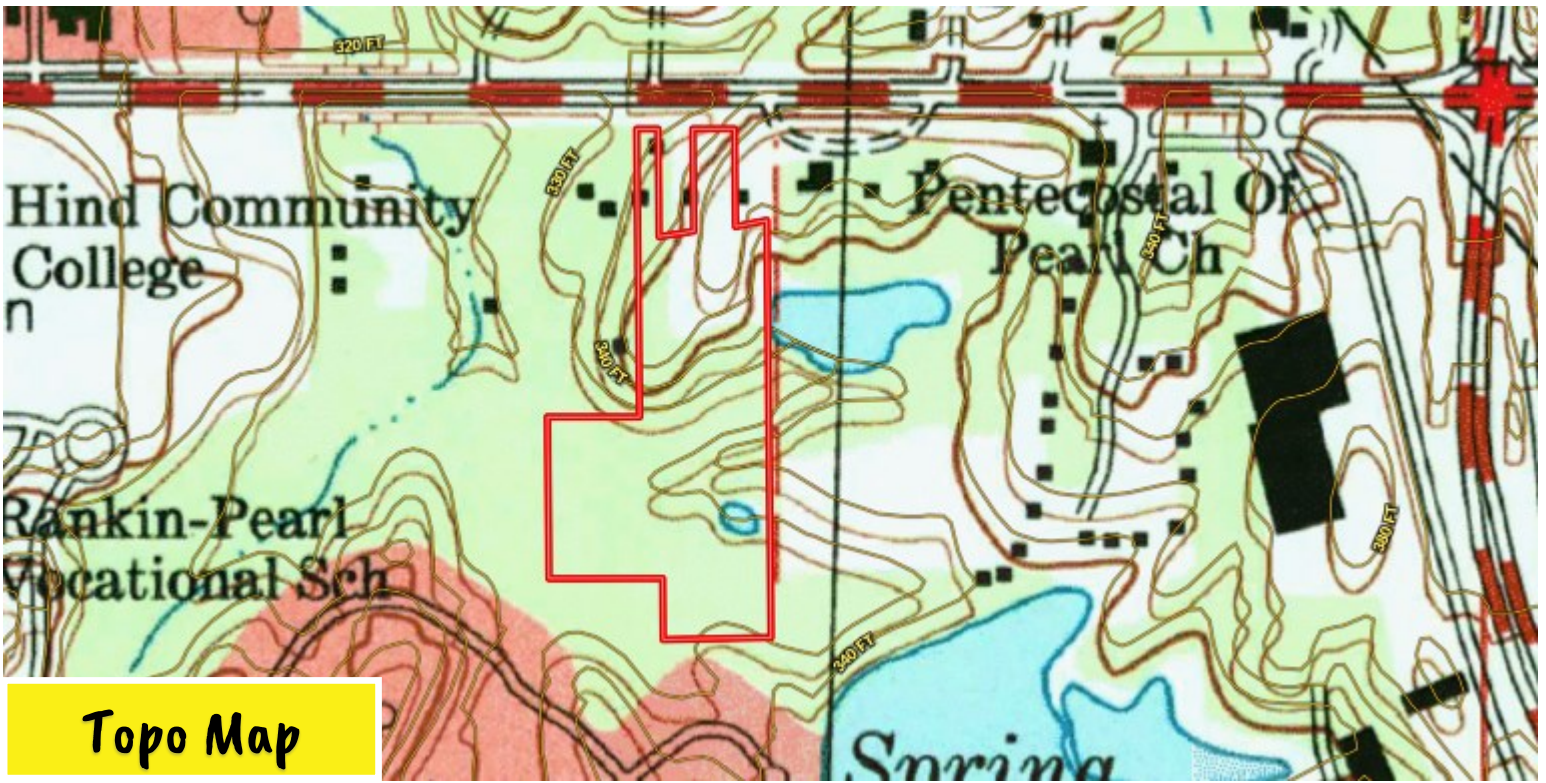 320 FT
330 FT
Hind Community
College
n
Pentecostal Of
Pearl Ch
340 FT
340 FT
Rankin-Pearl
Vocational Sch
380 FT
340 FT
Topo Map
Spring